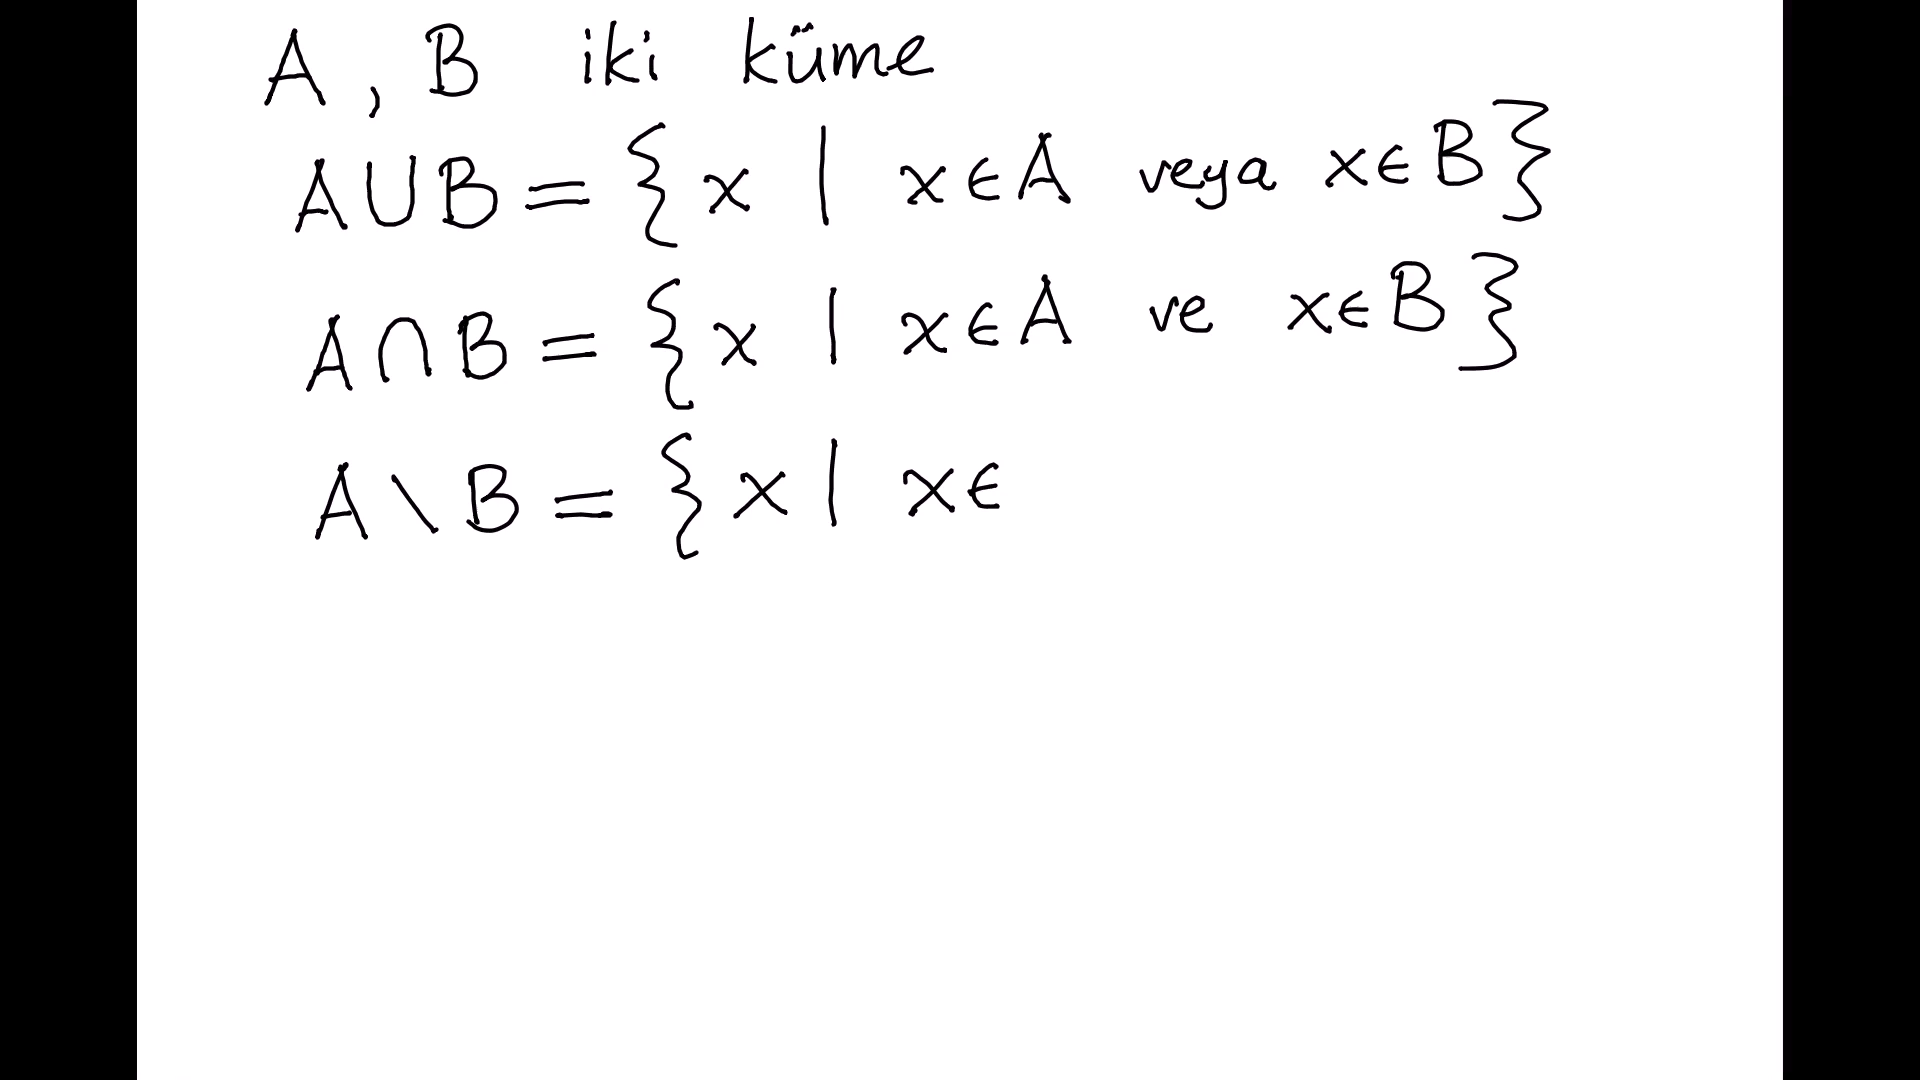 A, B iki küme
A∪B = {x | x∈A veya x∈B}
A∩B = {x | x∈A ve x∈B}
A\B = {x | x∈